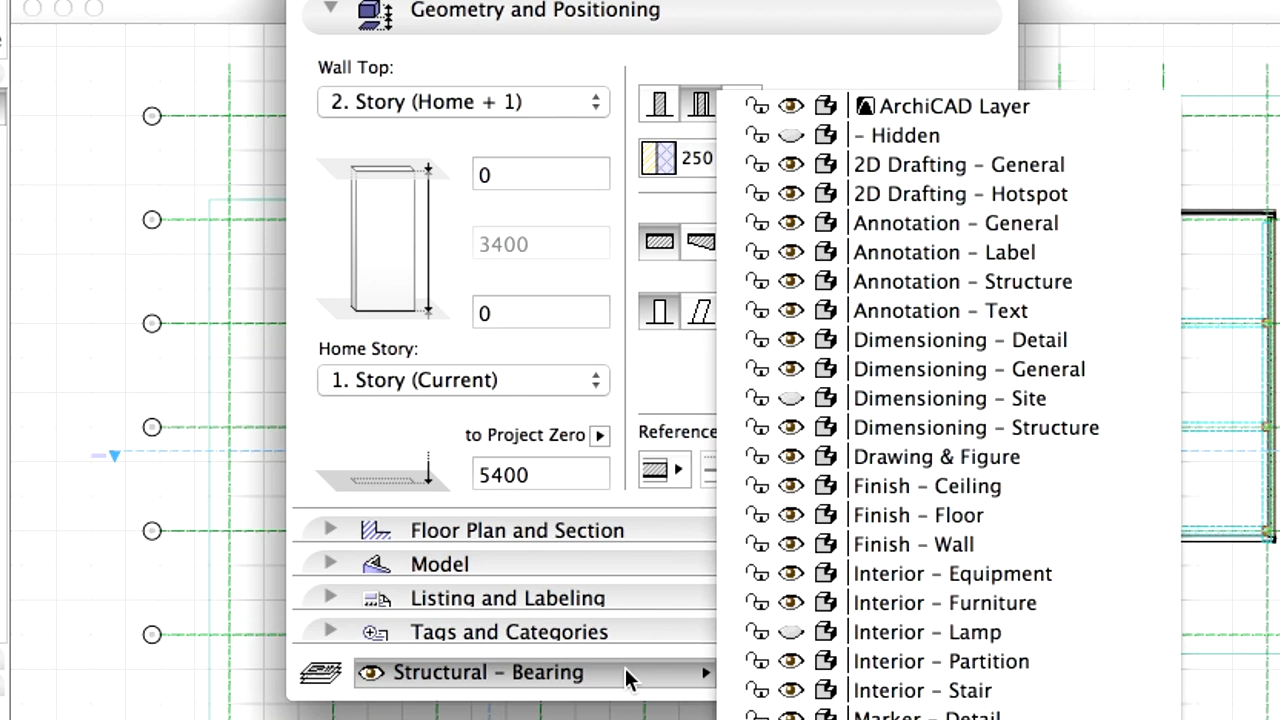 Geometry and Positioning
Wall Top:
2. Story (Home + 1)
0
3400
0
Home Story:
1. Story (Current)
to Project Zero
5400
250
Reference
Floor Plan and Section
Model
Listing and Labeling
Tags and Categories
Structural - Bearing
ArchiCAD Layer
- Hidden
2D Drafting - General
2D Drafting - Hotspot
Annotation - General
Annotation - Label
Annotation - Structure
Annotation - Text
Dimensioning - Detail
Dimensioning - General
Dimensioning - Site
Dimensioning - Structure
Drawing & Figure
Finish - Ceiling
Finish - Floor
Finish - Wall
Interior - Equipment
Interior - Furniture
Interior - Lamp
Interior - Partition
Interior - Stair
Marker - Detail